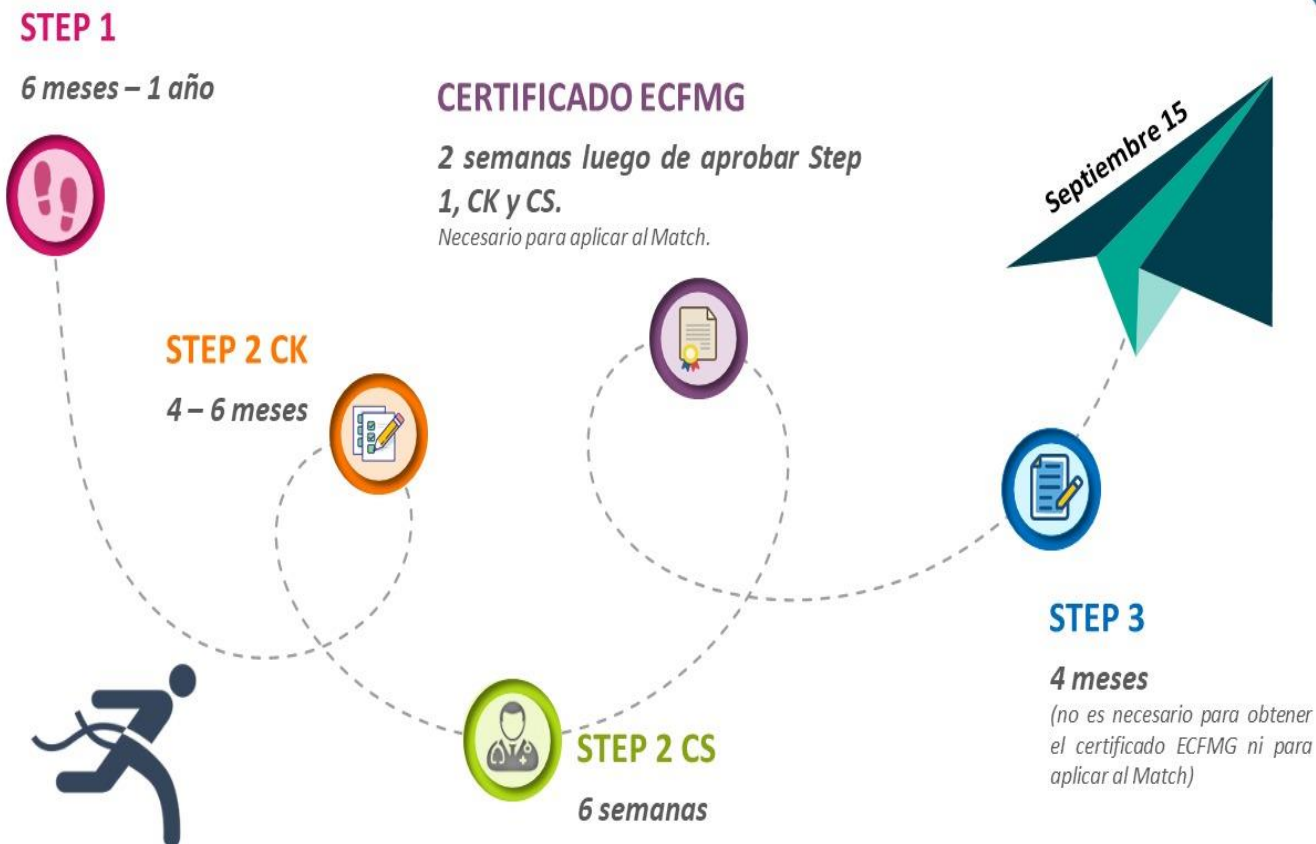 STEP 1
6 meses – 1 año
CERTIFICADO ECFMG
2 semanas luego de aprobar Step
1, CK y CS.
Necesario para aplicar al Match.
Septiembre 15
STEP 2 CK
4 – 6 meses
STEP 2 CS
6 semanas
STEP 3
4 meses
(no es necesario para obtener
el certificado ECFMG ni para
aplicar al Match)